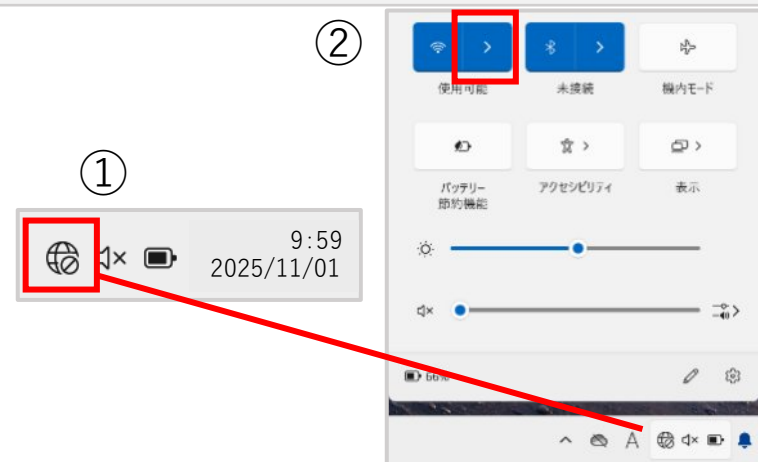 ②
使用可能
未接続
機内モード
①
バッテリー
節約機能
アクセシビリティ
表示
9:59
2025/11/01
66%
A